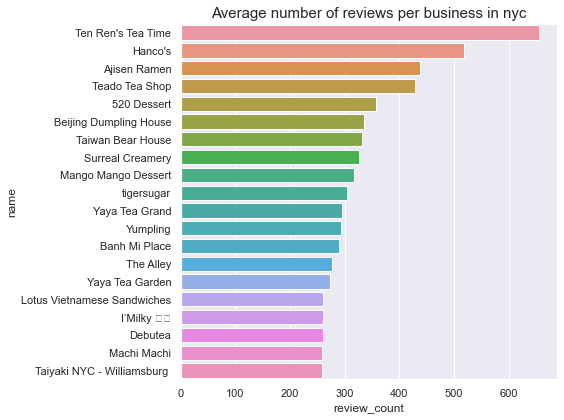 Average number of reviews per business in nyc
Ten Ren's Tea Time
Hanco's
Ajisen Ramen
Teado Tea Shop
520 Dessert
Beijing Dumpling House
Taiwan Bear House
Surreal Creamery
Mango Mango Dessert
tigersugar
Yaya Tea Grand
Yumpling
Banh Mi Place
The Alley
Yaya Tea Garden
Lotus Vietnamese Sandwiches
I'Milky
Debutea
Machi Machi
Taiyaki NYC - Williamsburg
name
0 100 200 300 400 500 600
review_count